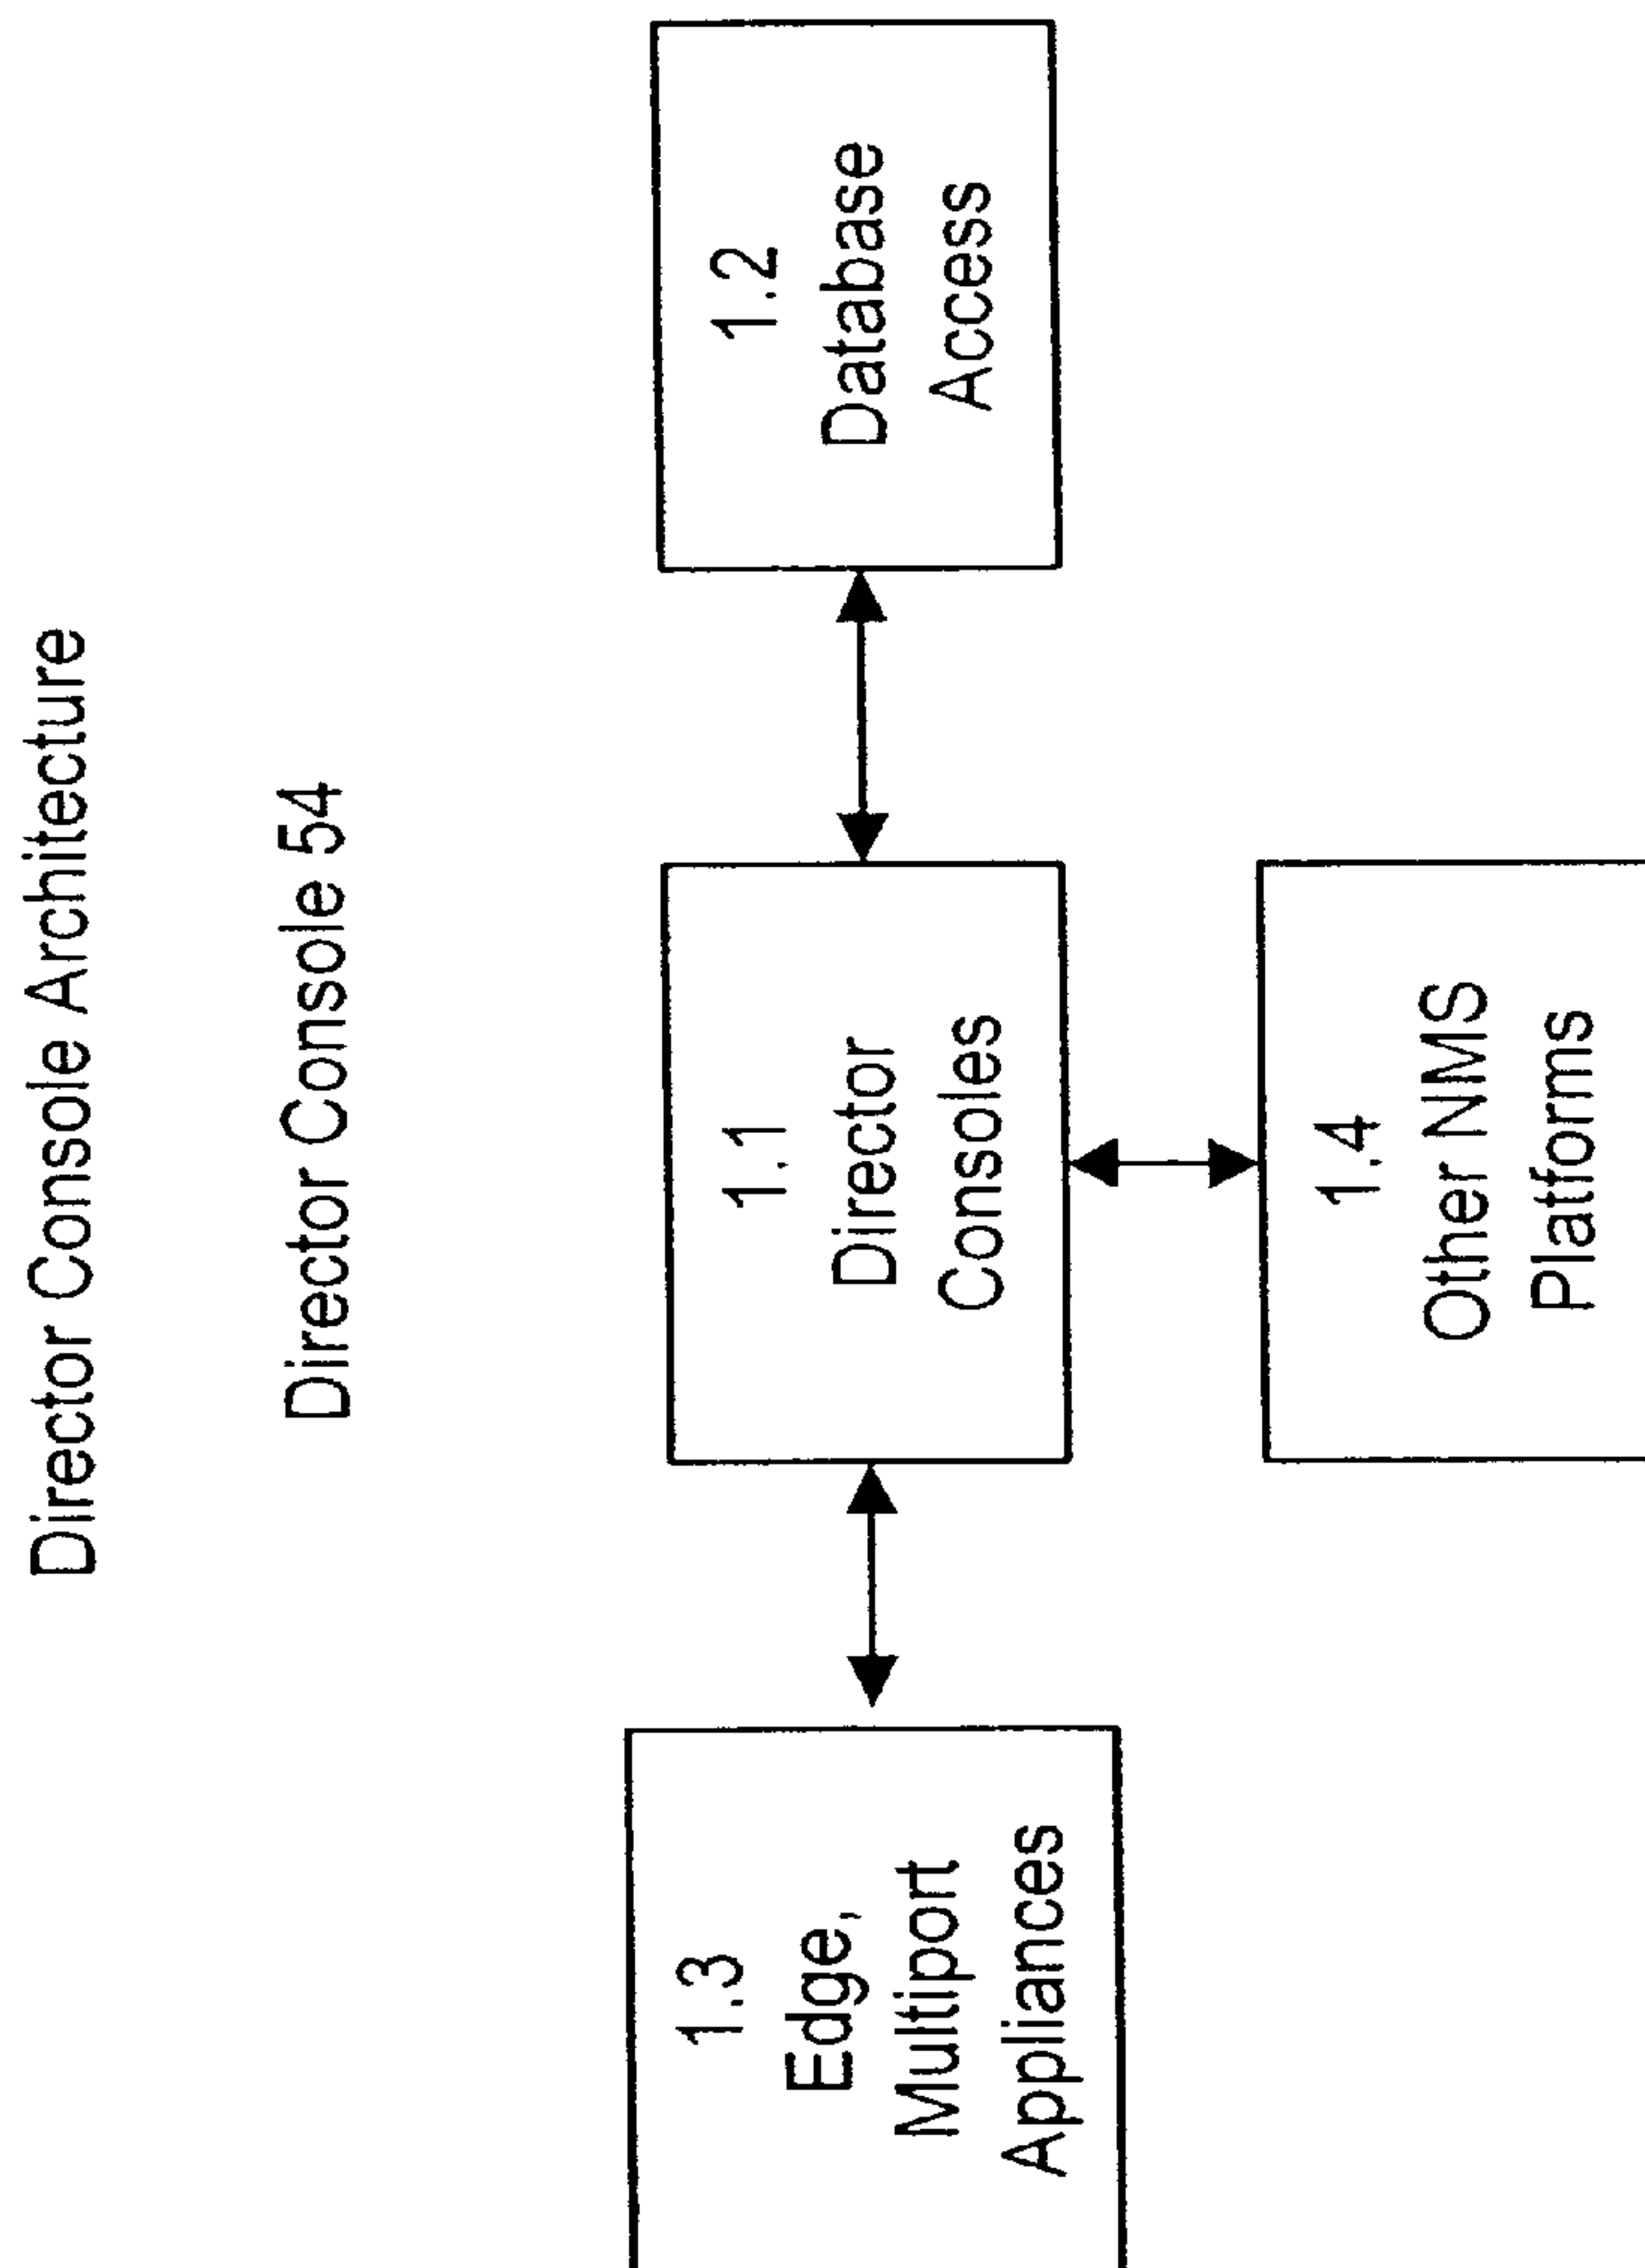 Director Console Architecture
Director Console 54
1.3
Edge,
Multiport
Appliances
1.1
Director
Consoles
1.2
Database
Access
1.4
Other NMS
Platforms